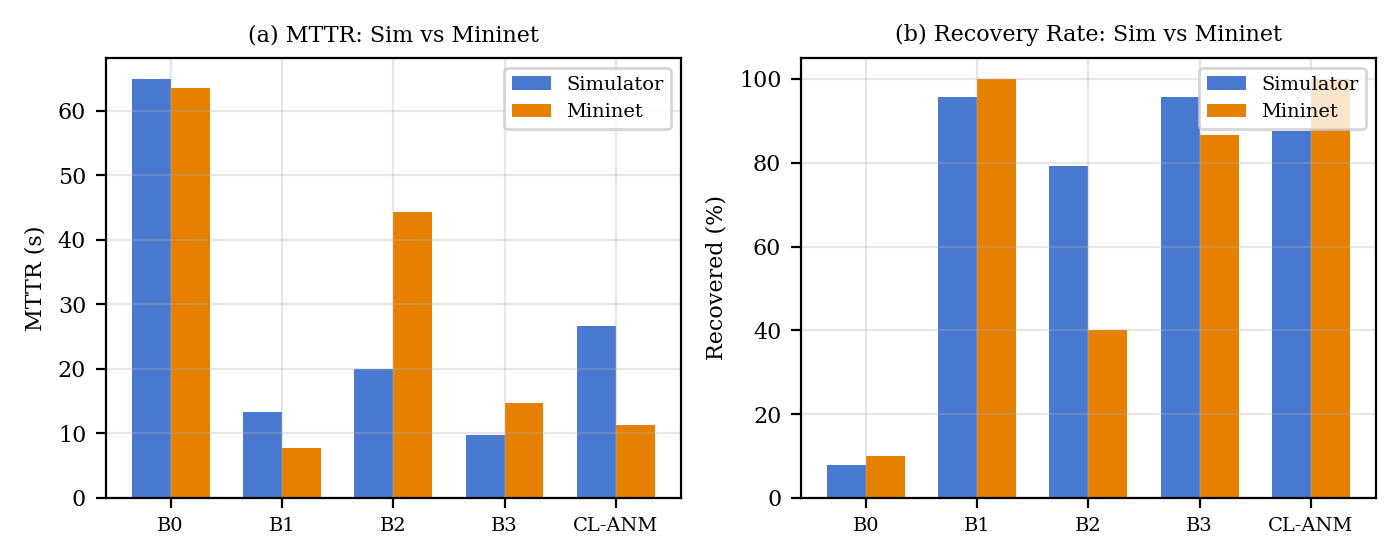 (a) MTTR: Sim vs Mininet
MTTR (s)
60
50
40
30
20
10
0
Simulator
Mininet
B0 B1 B2 B3 CL-ANM
(b) Recovery Rate: Sim vs Mininet
Recovered (%)
100
80
60
40
20
0
Simulator
Mininet
B0 B1 B2 B3 CL-ANM